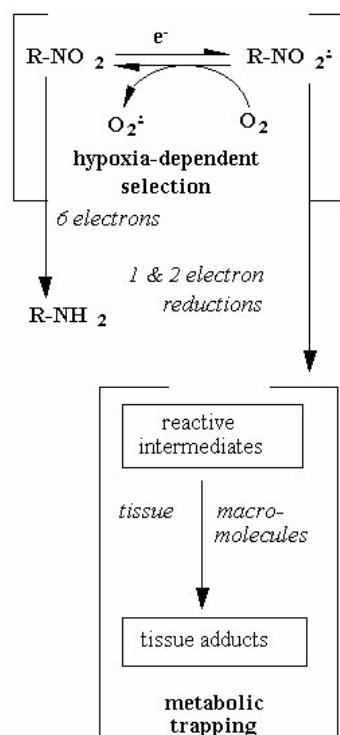 e-
R-NO 2 R-NO 2∸
O2∸ O2
hypoxia-dependent
selection
6 electrons
1 & 2 electron
reductions
R-NH 2
reactive
intermediates
tissue macro-
molecules
tissue adducts
metabolic
trapping